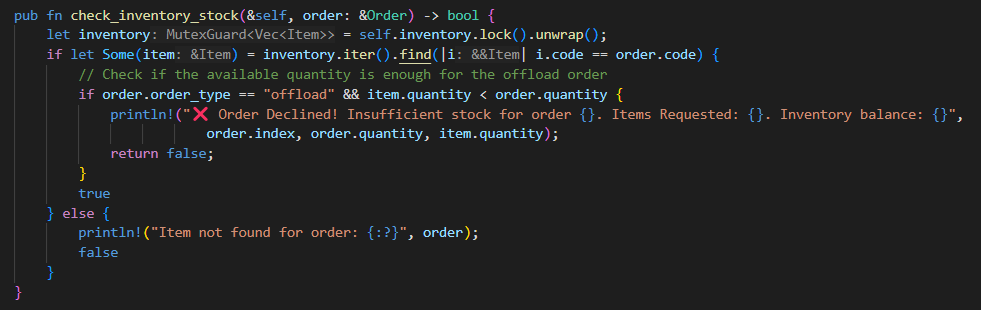 pub fn check_inventory_stock(&self, order: &Order) -> bool {
    let inventory: MutexGuard<Vec<Item>> = self.inventory.lock().unwrap();
    if let Some(item: &Item) = inventory.iter().find(|i: &&Item| i.code == order.code) {
        // Check if the available quantity is enough for the offload order
        if order.order_type == "offload" && item.quantity < order.quantity {
            println!("❌ Order Declined! Insufficient stock for order {}. Items Requested: {}. Inventory balance: {}",
                        order.index, order.quantity, item.quantity);
            return false;
        }
        true
    } else {
        println!("Item not found for order: {:?}", order);
        false
    }
}